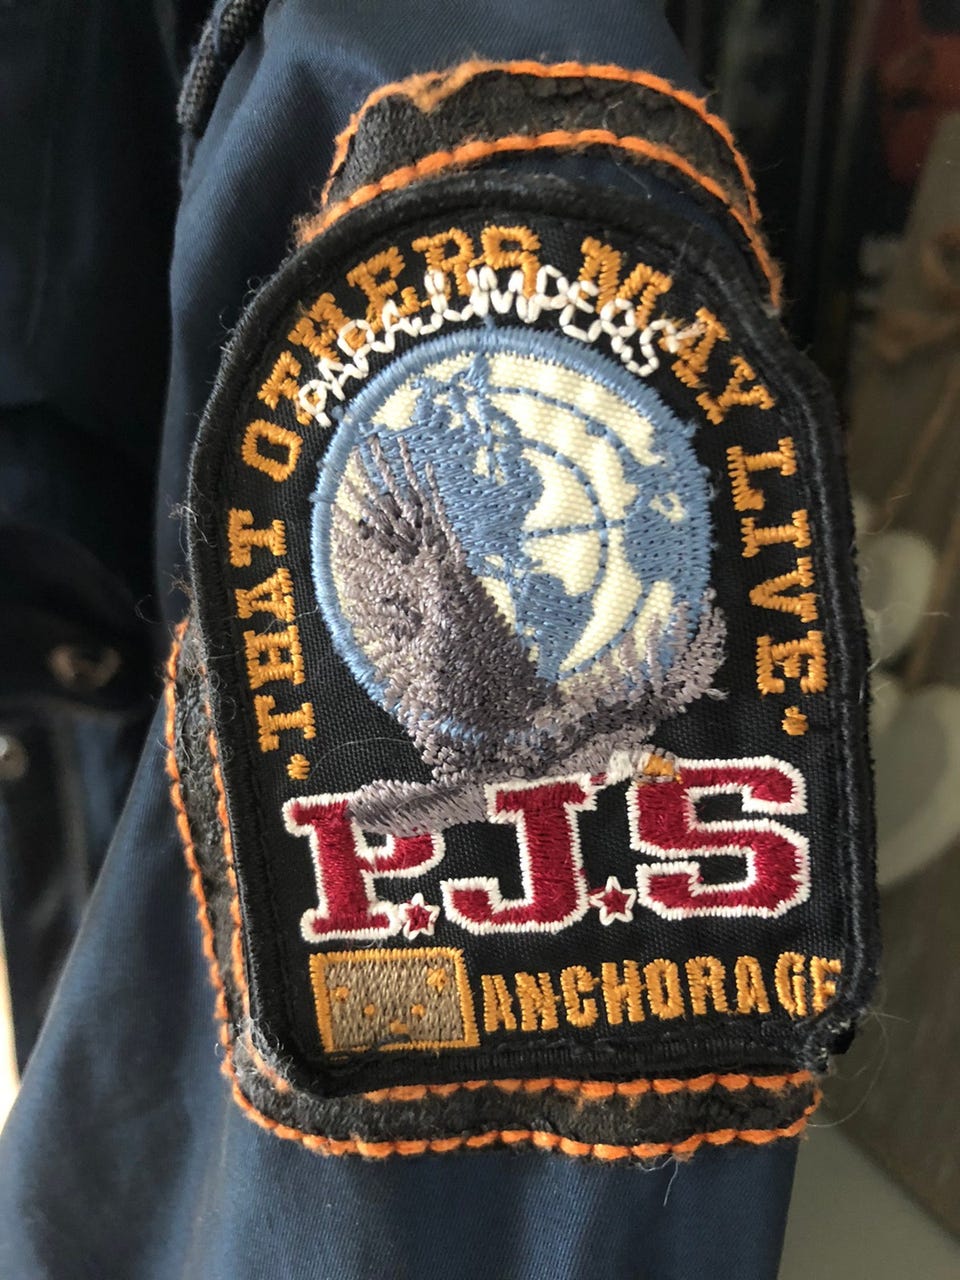 ·THAT OTHERS MAY LIVE·
PARAJUMPERS
P.J.S
ANCHORAGE